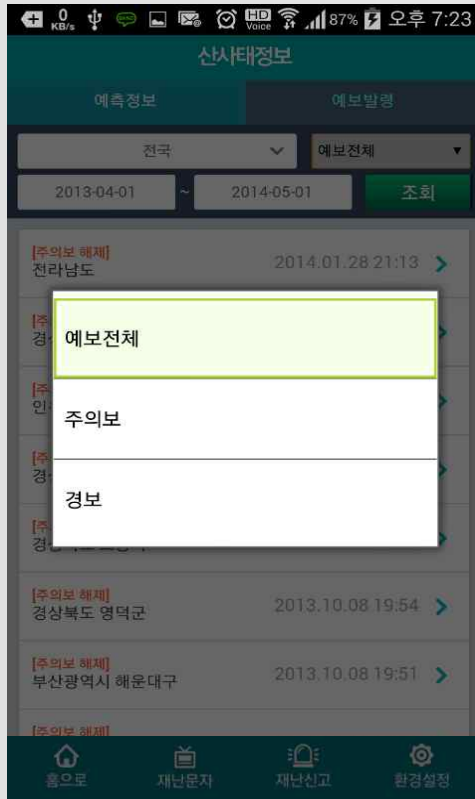 0 KB/s HD Voice 87% 오후 7:23
산사태정보
예측정보 예보발령
전국 예보전체
2013-04-01 ~ 2014-05-01 조회
[주의보 해제]
전라남도 2014.01.28 21:13
예보전체
주의보
경보
[주의보 해제]
경상북도 영덕군 2013.10.08 19:54
[주의보 해제]
부산광역시 해운대구 2013.10.08 19:51
[주의보 해제]
홈으로 재난문자 재난신고 환경설정